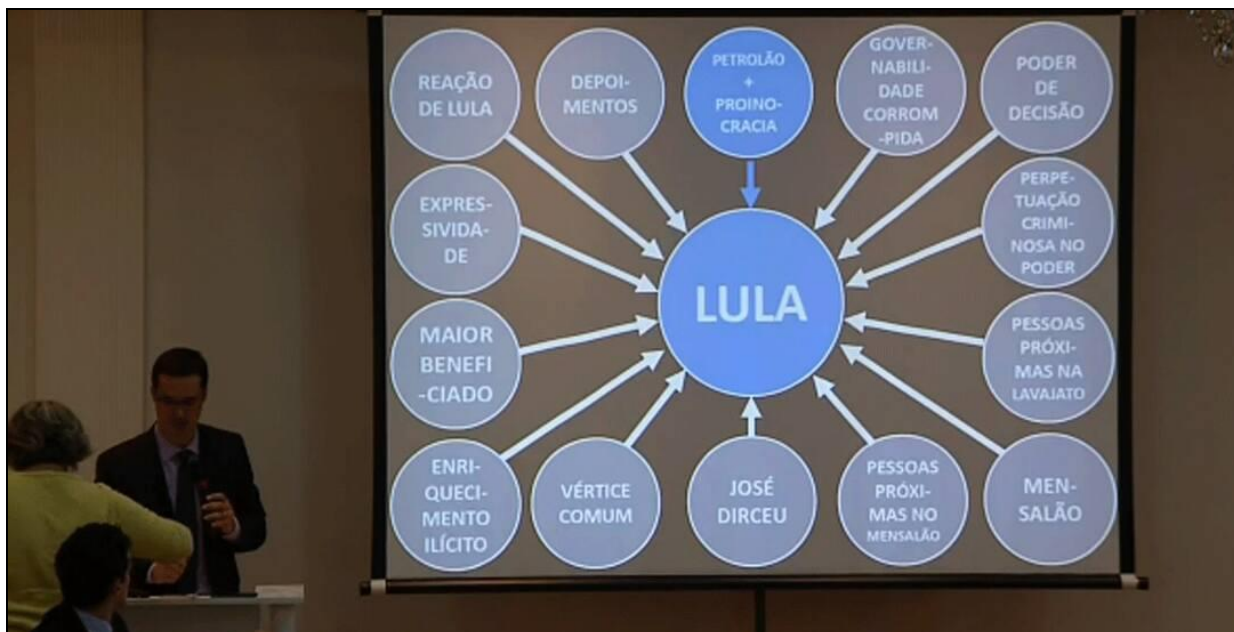 REAÇÃO
DE LULA
DEPOI-
MENTOS
PETROLÃO
+
PROINO-
CRACIA
GOVER-
NABILI-
DADE
CORROM
-PIDA
PODER
DE
DECISÃO
EXPRES-
SIVIDA-
DE
LULA
PERPE-
TUAÇÃO
CRIMI-
NOSA NO
PODER
MAIOR
BENEFI
-CIADO
PESSOAS
PRÓXI-
MAS NA
LAVAJATO
ENRI-
QUECI-
MENTO
ILÍCITO
VÉRTICE
COMUM
JOSÉ
DIRCEU
PESSOAS
PRÓXI-
MAS NO
MENSALÃO
MEN-
SALÃO